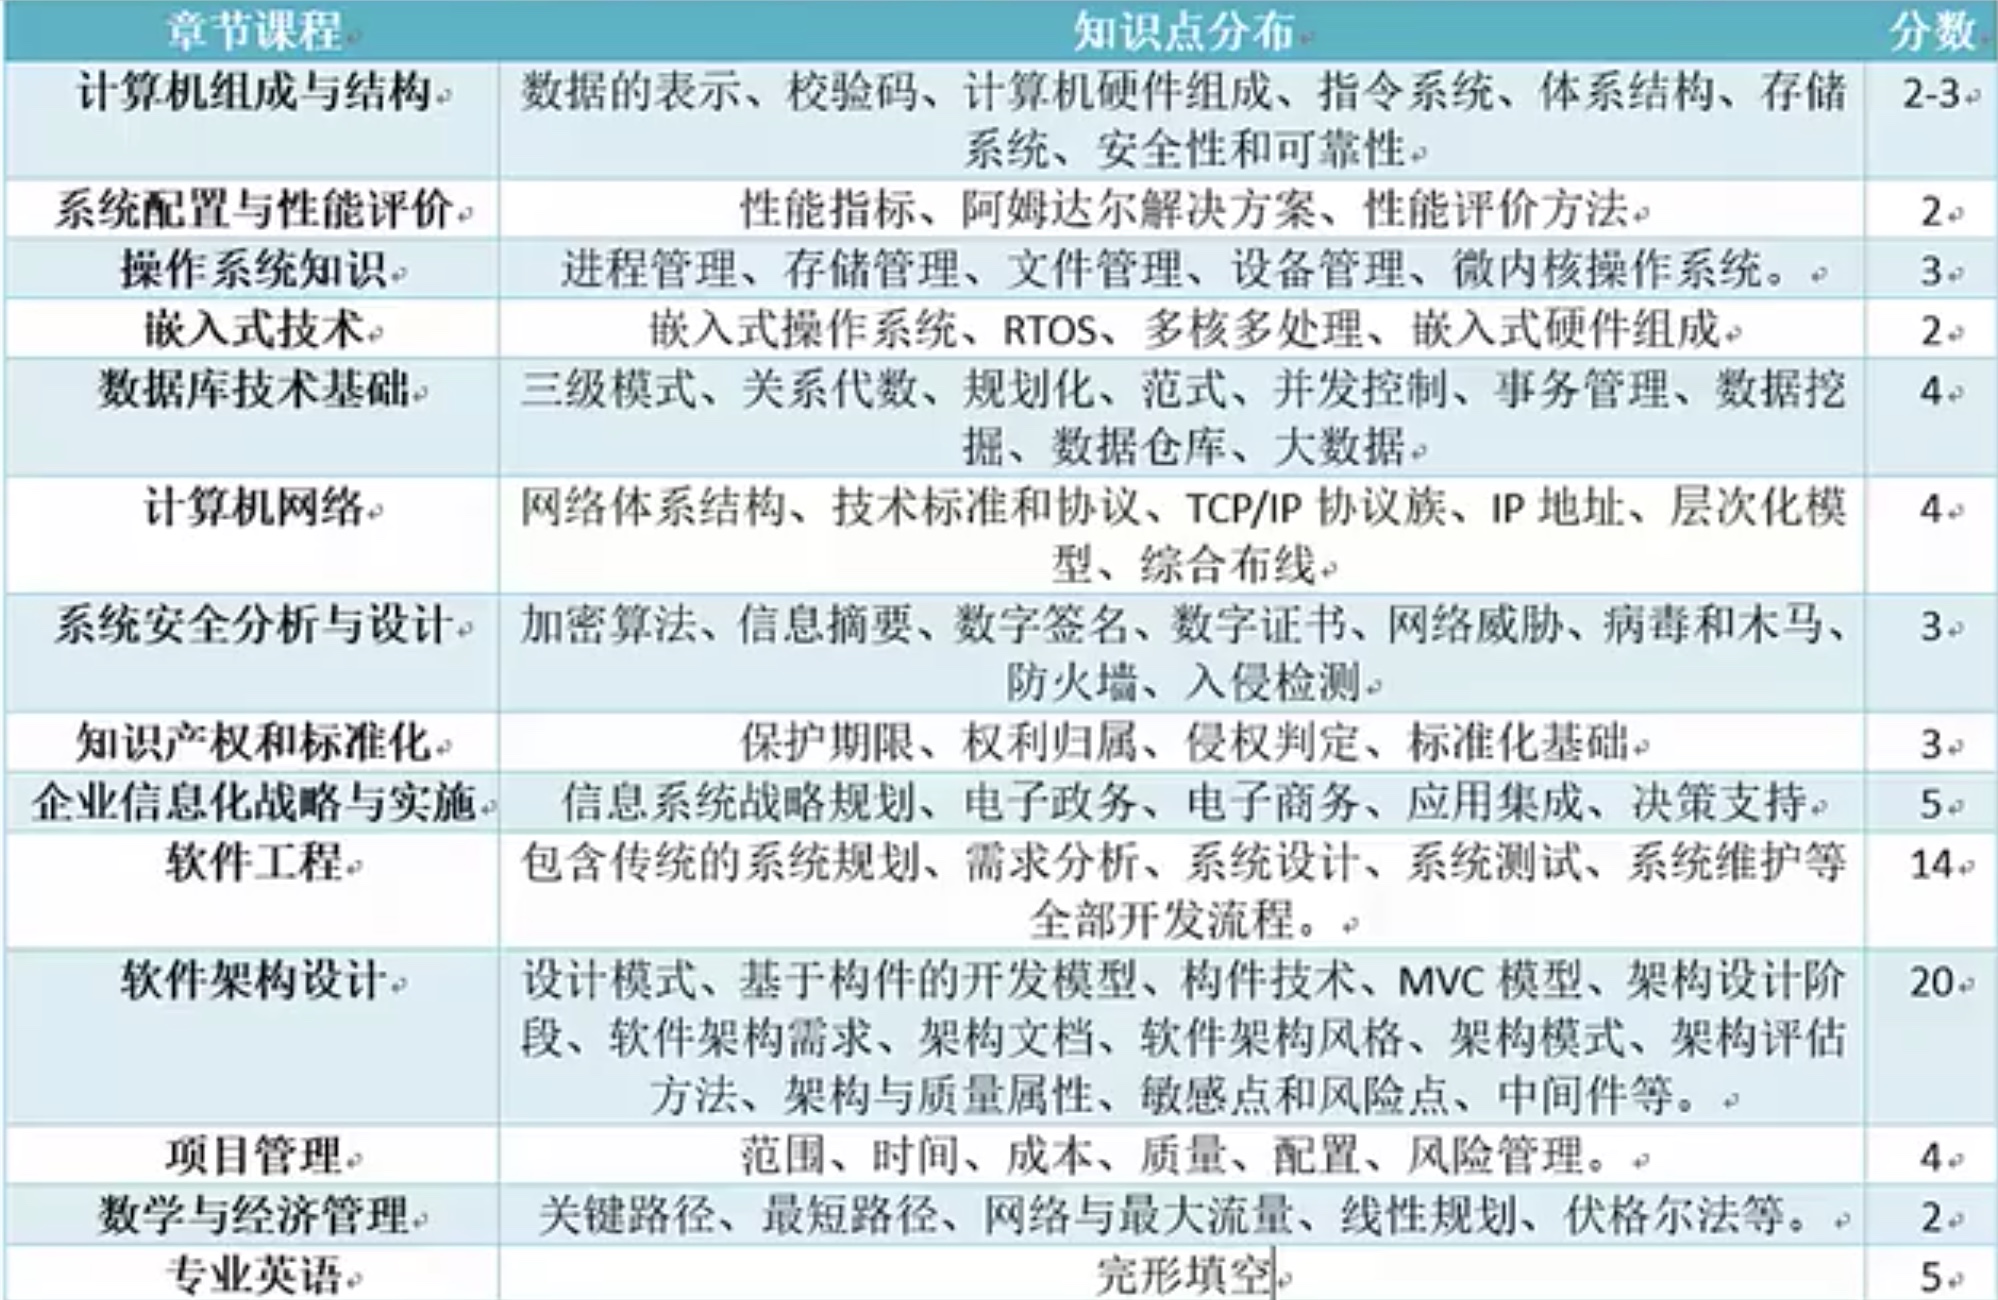 章节课程 知识点分布 分数
计算机组成与结构 数据的表示、校验码、计算机硬件组成、指令系统、体系结构、存储 2-3
系统、安全性和可靠性
系统配置与性能评价 性能指标、阿姆达尔解决方案、性能评价方法 2
操作系统知识 进程管理、存储管理、文件管理、设备管理、微内核操作系统。 3
嵌入式技术 嵌入式操作系统、RTOS、多核多处理、嵌入式硬件组成 2
数据库技术基础 三级模式、关系代数、规划化、范式、并发控制、事务管理、数据挖 4
掘、数据仓库、大数据
计算机网络 网络体系结构、技术标准和协议、TCP/IP 协议族、IP 地址、层次化模 4
型、综合布线
系统安全分析与设计 加密算法、信息摘要、数字签名、数字证书、网络威胁、病毒和木马、 3
防火墙、入侵检测
知识产权和标准化 保护期限、权利归属、侵权判定、标准化基础 3
企业信息化战略与实施 信息系统战略规划、电子政务、电子商务、应用集成、决策支持 5
软件工程 包含传统的系统规划、需求分析、系统设计、系统测试、系统维护等 14
全部开发流程。
软件架构设计 设计模式、基于构件的开发模型、构件技术、MVC 模型、架构设计阶 20
段、软件架构需求、架构文档、软件架构风格、架构模式、架构评估
方法、架构与质量属性、敏感点和风险点、中间件等。
项目管理 范围、时间、成本、质量、配置、风险管理。 4
数学与经济管理 关键路径、最短路径、网络与最大流量、线性规划、伏格尔法等。 2
专业英语 完形填空 5